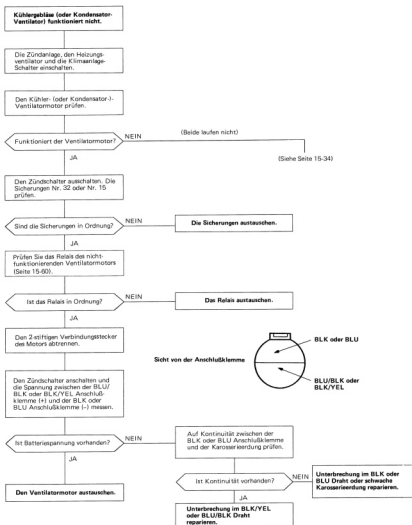 Kühlergebläse (oder Kondensator-
Ventilator) funktioniert nicht.
Die Zündanlage, den Heizungs-
ventilator und die Klimaanlage-
Schalter einschalten.
Den Kühler- (oder Kondensator-)-
Ventilatormotor prüfen.
Funktioniert der Ventilatormotor?
NEIN
(Beide laufen nicht)
(Siehe Seite 15-34)
JA
Den Zündschalter ausschalten. Die
Sicherungen Nr. 32 oder Nr. 15
prüfen.
Sind die Sicherungen in Ordnung?
NEIN
Die Sicherungen austauschen.
JA
Prüfen Sie das Relais des nicht-
funktionierenden Ventilatormotors
(Seite 15-60).
Ist das Relais in Ordnung?
NEIN
Das Relais austauschen.
JA
Den 2-stiftigen Verbindungsstecker
des Motors abtrennen.
Sicht von der Anschlußklemme
BLK oder BLU
BLU/BLK oder
BLK/YEL
Den Zündschalter anschalten und
die Spannung zwischen der BLU/
BLK oder BLK/YEL Anschluß-
klemme (+) und der BLK oder
BLU Anschlußklemme (–) messen.
Ist Batteriespannung vorhanden?
NEIN
Auf Kontinuität zwischen der
BLK oder BLU Anschlußklemme
und der Karosserieerdung prüfen.
JA
Den Ventilatormotor austauschen.
Ist Kontinuität vorhanden?
NEIN
Unterbrechung im BLK oder
BLU Draht oder schwache
Karosserieerdung reparieren.
JA
Unterbrechung im BLK/YEL
oder BLU/BLK Draht
reparieren.